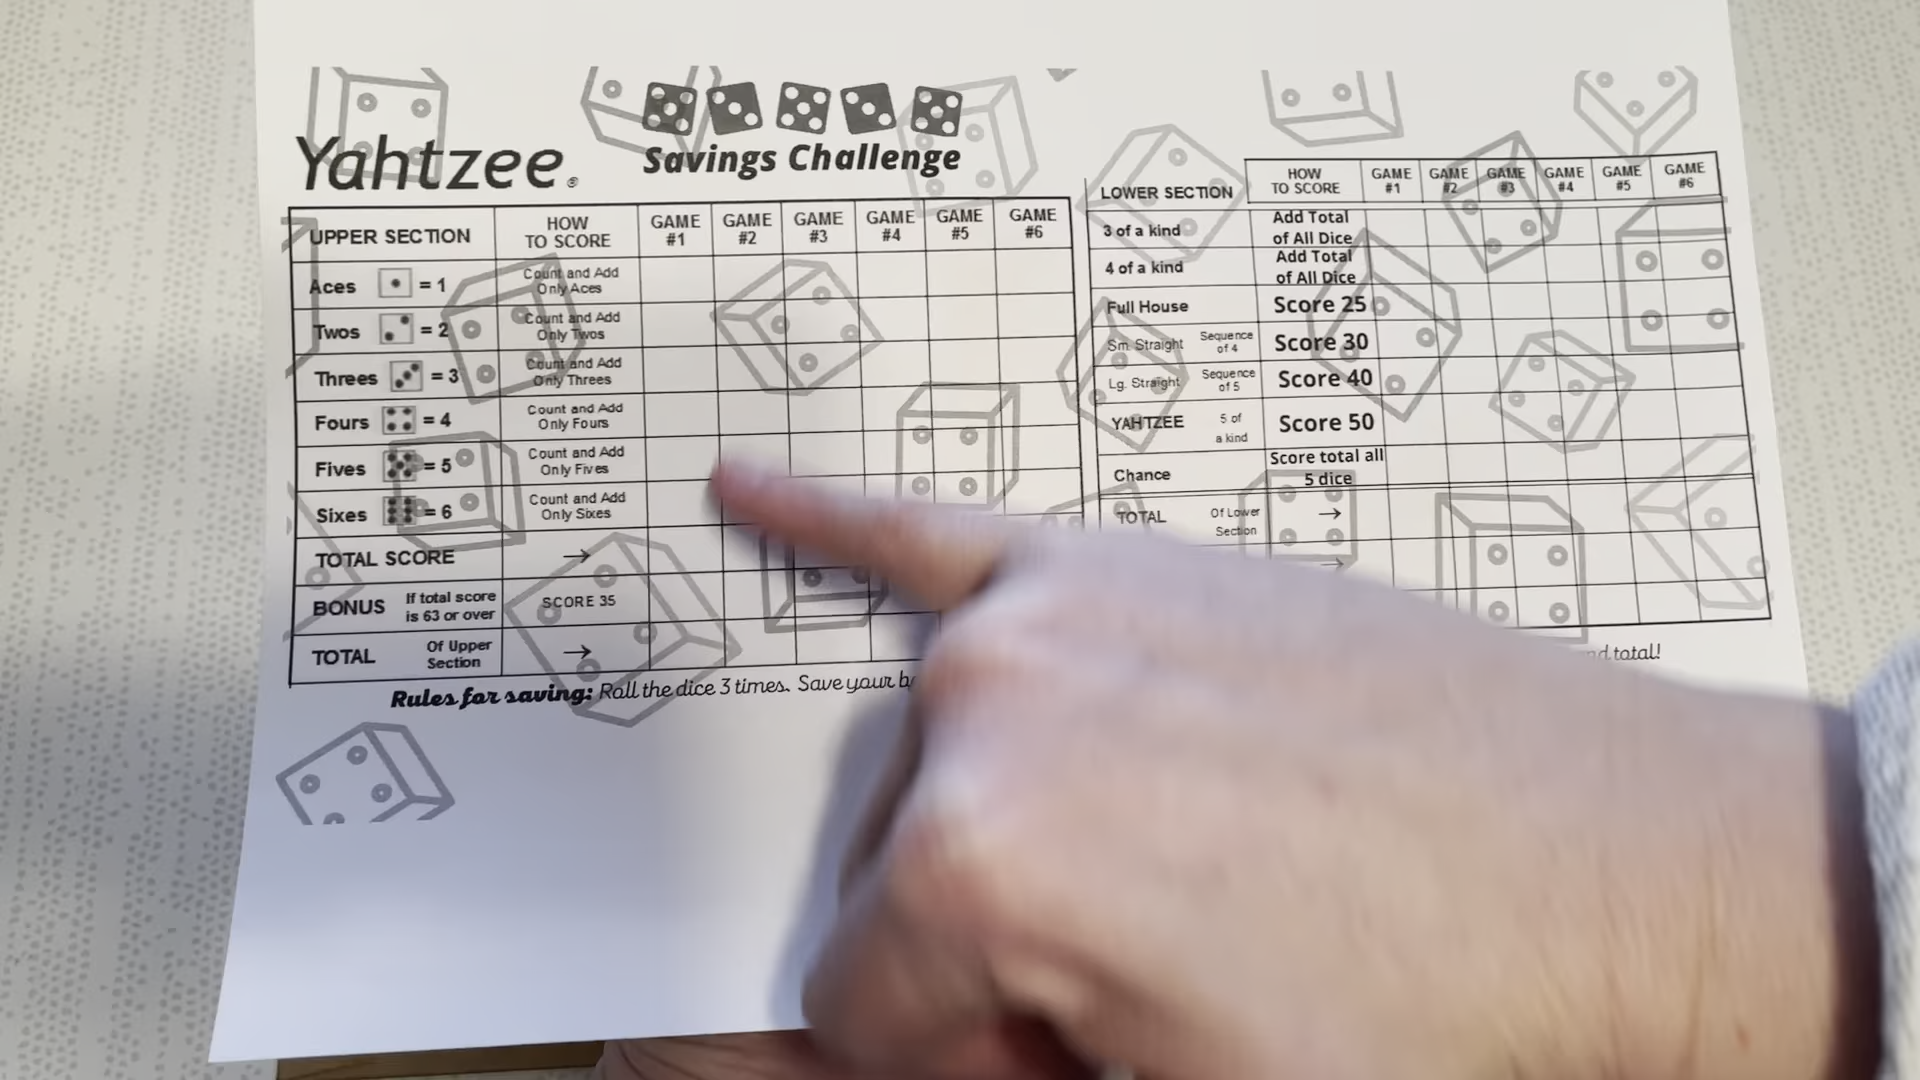 Yahtzee®
Savings Challenge
UPPER SECTION HOW TO SCORE GAME #1 GAME #2 GAME #3 GAME #4 GAME #5 GAME #6
Aces = 1 Count and Add Only Aces
Twos = 2 Count and Add Only Twos
Threes = 3 Count and Add Only Threes
Fours = 4 Count and Add Only Fours
Fives = 5 Count and Add Only Fives
Sixes = 6 Count and Add Only Sixes
TOTAL SCORE →
BONUS If total score is 63 or over SCORE 35
TOTAL Of Upper Section →
LOWER SECTION HOW TO SCORE GAME #1 GAME #2 GAME #3 GAME #4 GAME #5 GAME #6
3 of a kind Add Total of All Dice
4 of a kind Add Total of All Dice
Full House Score 25
Sm. Straight Sequence of 4 Score 30
Lg. Straight Sequence of 5 Score 40
YAHTZEE 5 of a kind Score 50
Chance Score total all 5 dice
TOTAL Of Lower Section →
→
Rules for saving: Roll the dice 3 times. Save your total!